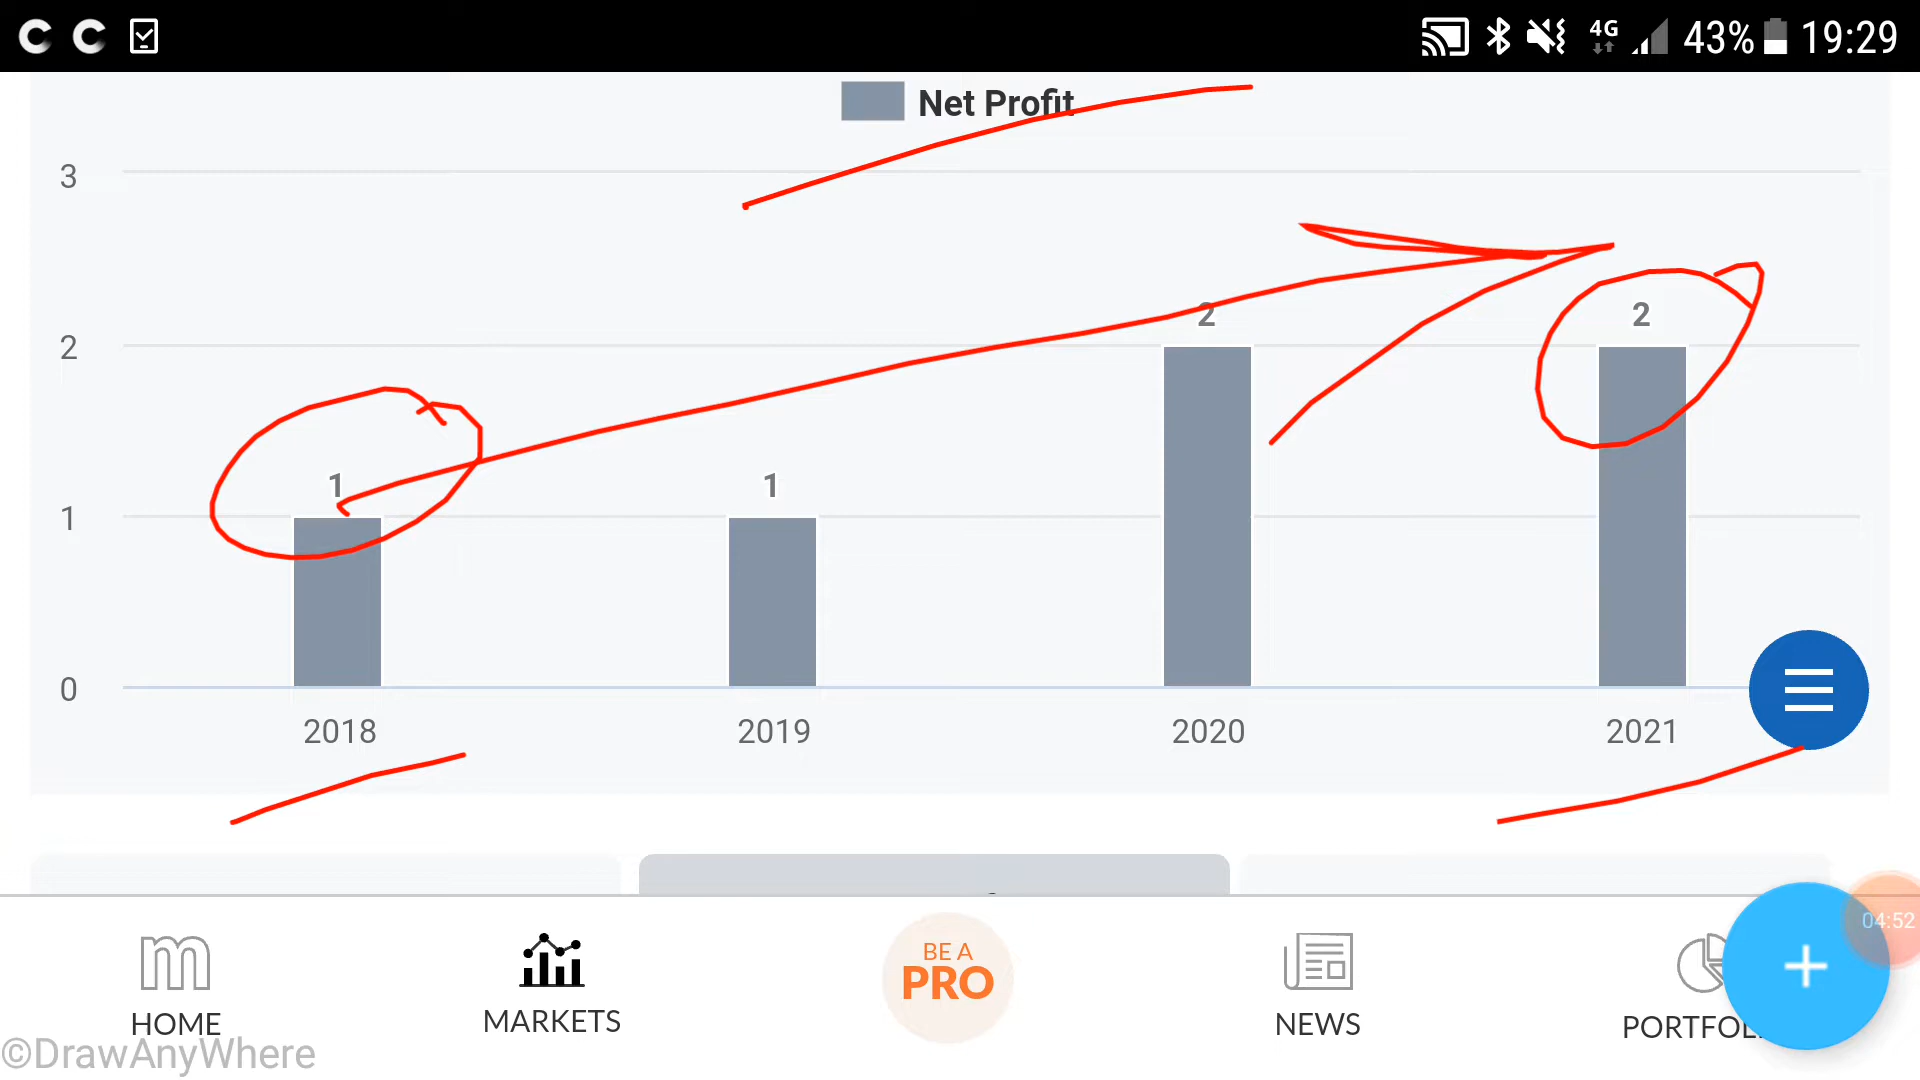 4G 43% 19:29
Net Profit
3
2
1
0
1
1
2
2
2018 2019 2020 2021
BE A
PRO
HOME MARKETS NEWS
04:52
©DrawAnyWhere